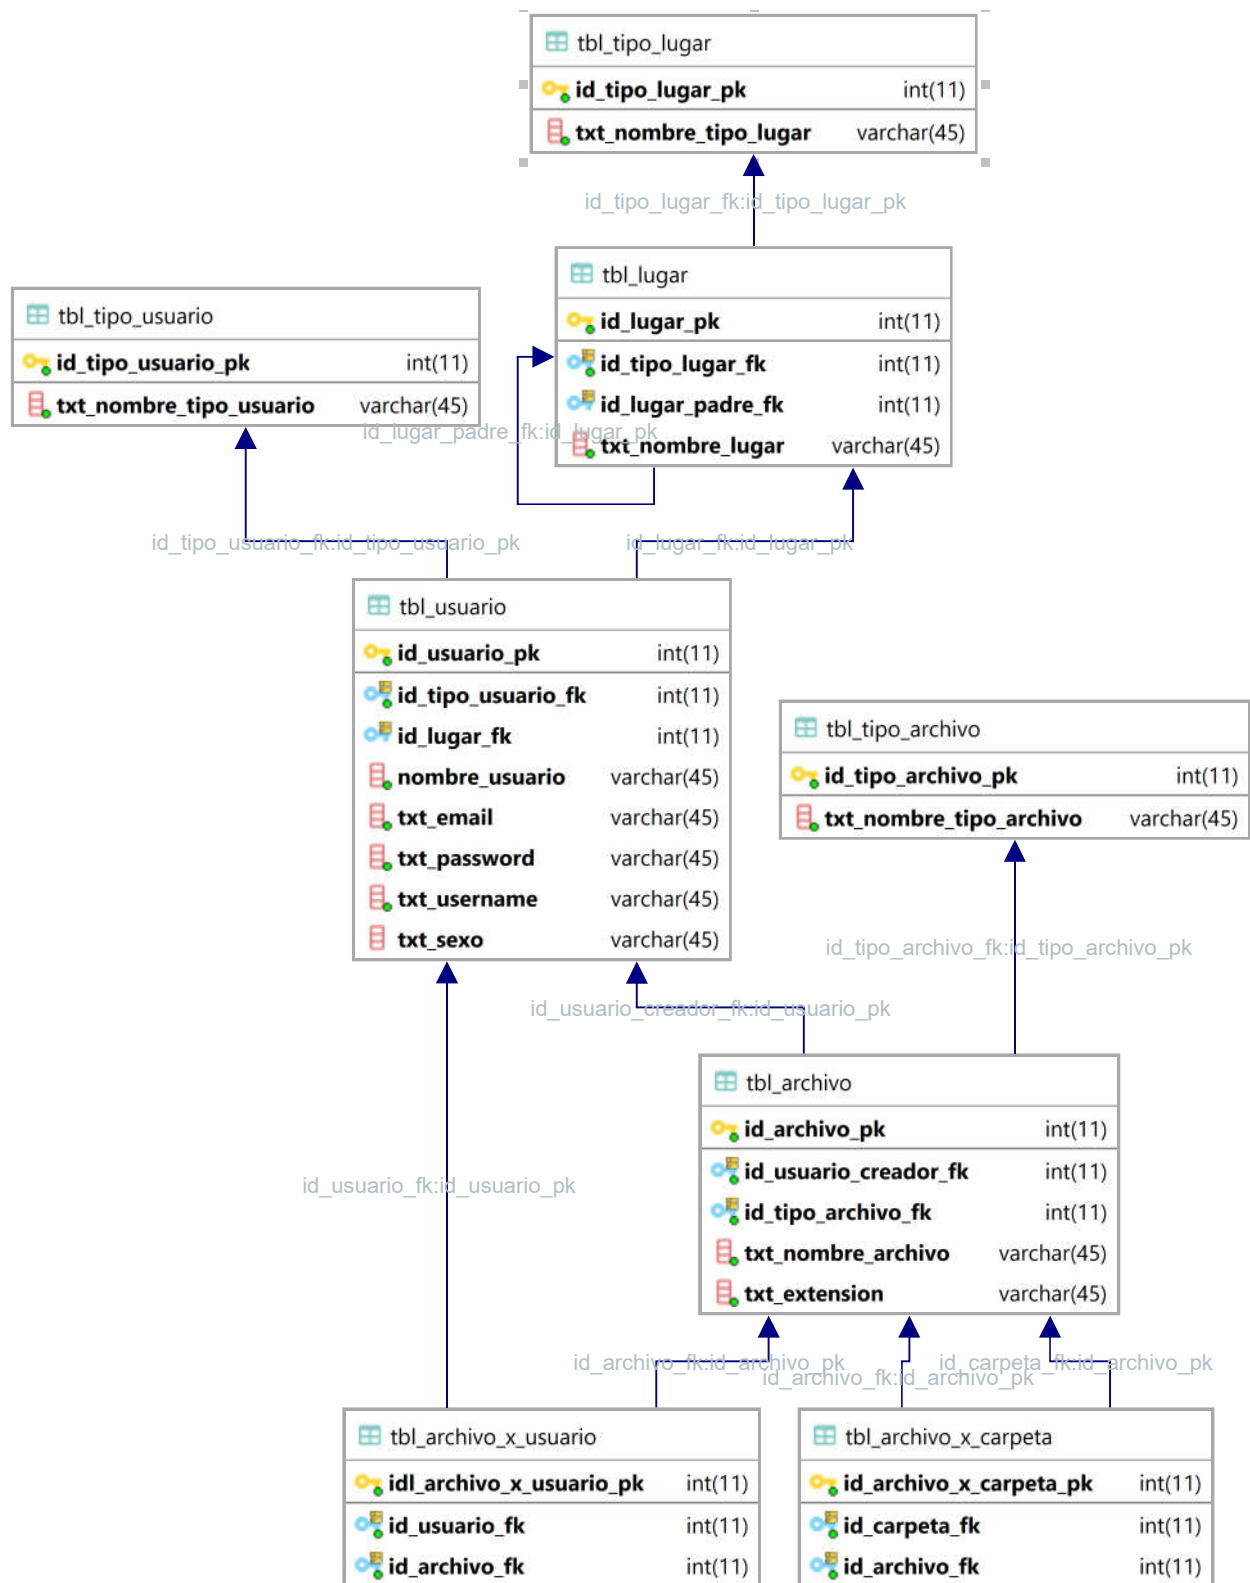 tbl_tipo_lugar
id_tipo_lugar_pk int(11)
txt_nombre_tipo_lugar varchar(45)
id_tipo_lugar_fk:id_tipo_lugar_pk
tbl_lugar
id_lugar_pk int(11)
id_tipo_lugar_fk int(11)
id_lugar_padre_fk int(11)
txt_nombre_lugar varchar(45)
tbl_tipo_usuario
id_tipo_usuario_pk int(11)
txt_nombre_tipo_usuario varchar(45)
id_lugar_padre_fk:id_lugar_pk
id_tipo_usuario_fk:id_tipo_usuario_pk
id_lugar_fk:id_lugar_pk
tbl_usuario
id_usuario_pk int(11)
id_tipo_usuario_fk int(11)
id_lugar_fk int(11)
nombre_usuario varchar(45)
txt_email varchar(45)
txt_password varchar(45)
txt_username varchar(45)
txt_sexo varchar(45)
tbl_tipo_archivo
id_tipo_archivo_pk int(11)
txt_nombre_tipo_archivo varchar(45)
id_tipo_archivo_fk:id_tipo_archivo_pk
id_usuario_creador_fk:id_usuario_pk
tbl_archivo
id_archivo_pk int(11)
id_usuario_creador_fk int(11)
id_tipo_archivo_fk int(11)
txt_nombre_archivo varchar(45)
txt_extension varchar(45)
id_usuario_fk:id_usuario_pk
id_archivo_fk:id_archivo_pk
id_archivo_fk:id_archivo_pk
id_carpeta_fk:id_archivo_pk
tbl_archivo_x_usuario
idl_archivo_x_usuario_pk int(11)
id_usuario_fk int(11)
id_archivo_fk int(11)
tbl_archivo_x_carpeta
id_archivo_x_carpeta_pk int(11)
id_carpeta_fk int(11)
id_archivo_fk int(11)